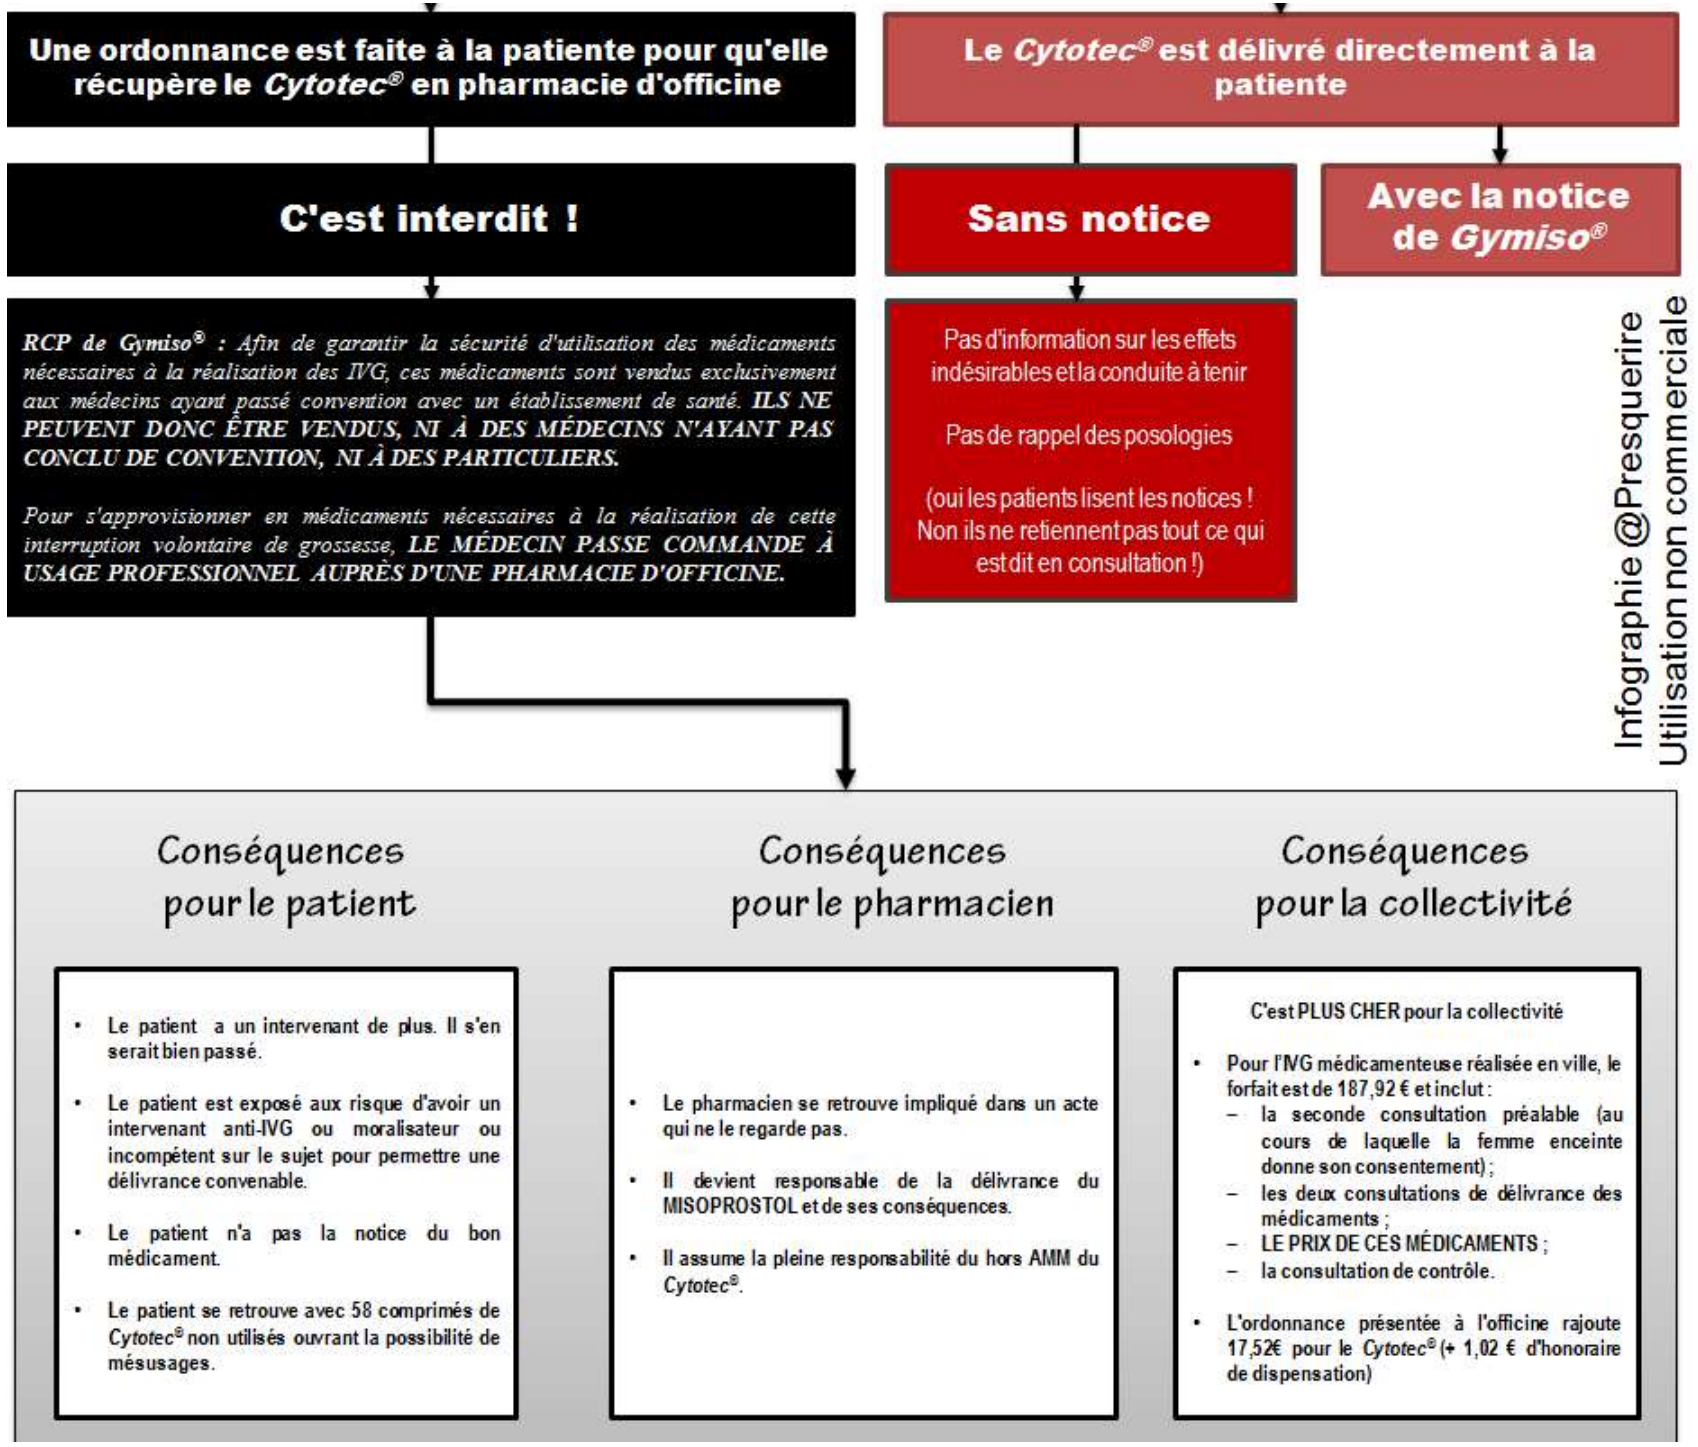 Une ordonnance est faite à la patiente pour qu'elle
récupère le Cytotec® en pharmacie d'officine
Le Cytotec® est délivré directement à la
patiente
C'est interdit !
Sans notice
Avec la notice
de Gymiso®
RCP de Gymiso® : Afin de garantir la sécurité d'utilisation des médicaments
nécessaires à la réalisation des IVG, ces médicaments sont vendus exclusivement
aux médecins ayant passé convention avec un établissement de santé. ILS NE
PEUVENT DONC ÊTRE VENDUS, NI À DES MÉDECINS N'AYANT PAS
CONCLU DE CONVENTION, NI À DES PARTICULIERS.
Pour s'approvisionner en médicaments nécessaires à la réalisation de cette
interruption volontaire de grossesse, LE MÉDECIN PASSE COMMANDE À
USAGE PROFESSIONNEL AUPRÈS D'UNE PHARMACIE D'OFFICINE.
Pas d'information sur les effets
indésirables et la conduite à tenir
Pas de rappel des posologies
(oui les patients lisent les notices !
Non ils ne retiennent pas tout ce qui
est dit en consultation !)
Infographie @Presquerire
Utilisation non commerciale
Conséquences
pour le patient
• Le patient a un intervenant de plus. Il s'en
serait bien passé.
• Le patient est exposé aux risque d'avoir un
intervenant anti-IVG ou moralisateur ou
incompétent sur le sujet pour permettre une
délivrance convenable.
• Le patient n'a pas la notice du bon
médicament.
• Le patient se retrouve avec 58 comprimés de
Cytotec® non utilisés ouvrant la possibilité de
mésusages.
Conséquences
pour le pharmacien
• Le pharmacien se retrouve impliqué dans un acte
qui ne le regarde pas.
• Il devient responsable de la délivrance du
MISOPROSTOL et de ses conséquences.
• Il assume la pleine responsabilité du hors AMM du
Cytotec®.
Conséquences
pour la collectivité
C'est PLUS CHER pour la collectivité
• Pour l'IVG médicamenteuse réalisée en ville, le
forfait est de 187,92 € et inclut :
– la seconde consultation préalable (au
cours de laquelle la femme enceinte
donne son consentement) ;
– les deux consultations de délivrance des
médicaments ;
– LE PRIX DE CES MÉDICAMENTS ;
– la consultation de contrôle.
• L'ordonnance présentée à l'officine rajoute
17,52€ pour le Cytotec® (+ 1,02 € d'honoraire
de dispensation)